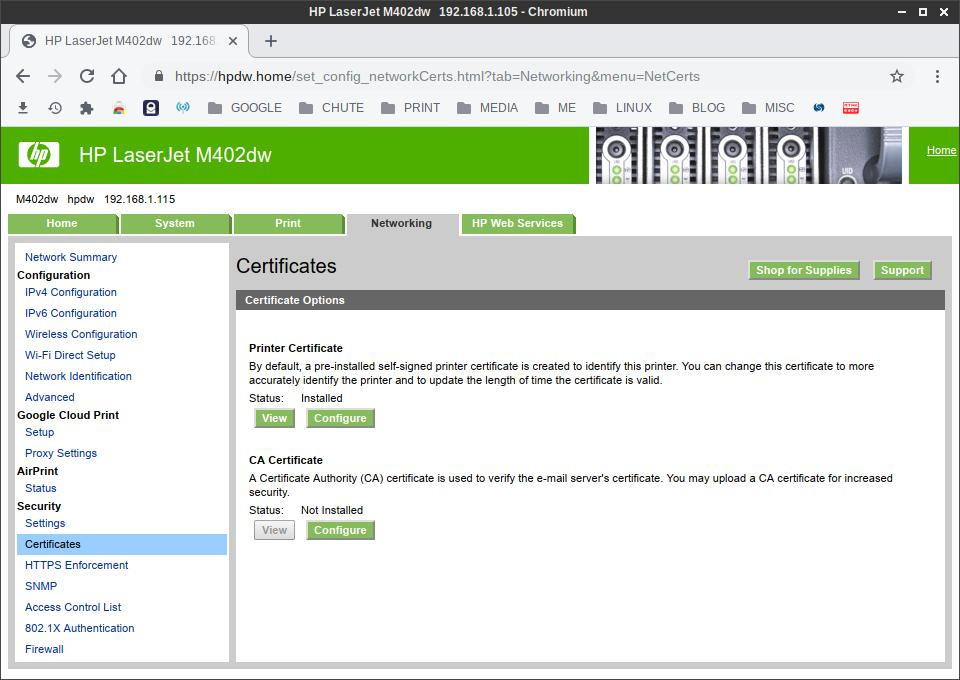 HP LaserJet M402dw   192.168.1.105 - Chromium
HP LaserJet M402dw   192.168
https://hpdw.home/set_config_networkCerts.html?tab=Networking&menu=NetCerts
GOOGLE CHUTE PRINT MEDIA ME LINUX BLOG MISC
hp HP LaserJet M402dw
UID
Home
M402dw   hpdw   192.168.1.115
Home System Print Networking HP Web Services
Network Summary
Configuration
IPv4 Configuration
IPv6 Configuration
Wireless Configuration
Wi-Fi Direct Setup
Network Identification
Advanced
Google Cloud Print
Setup
Proxy Settings
AirPrint
Status
Security
Settings
Certificates
HTTPS Enforcement
SNMP
Access Control List
802.1X Authentication
Firewall
Certificates
Shop for Supplies Support
Certificate Options
Printer Certificate
By default, a pre-installed self-signed printer certificate is created to identify this printer. You can change this certificate to more
accurately identify the printer and to update the length of time the certificate is valid.
Status: Installed
View Configure
CA Certificate
A Certificate Authority (CA) certificate is used to verify the e-mail server's certificate. You may upload a CA certificate for increased
security.
Status: Not Installed
View Configure